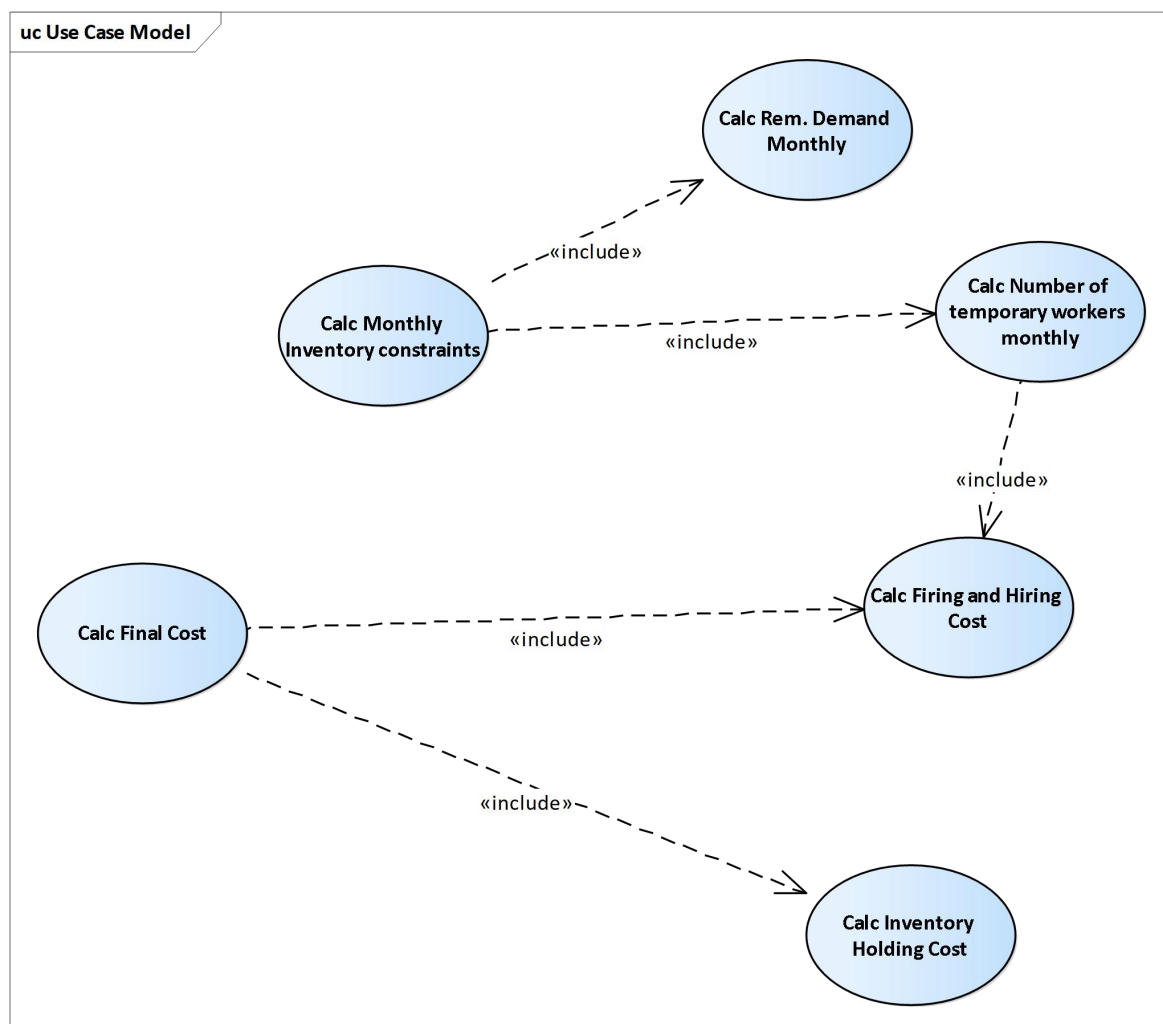 uc Use Case Model
Calc Rem. Demand
Monthly
«include»
Calc Number of
temporary workers
monthly
Calc Monthly
Inventory constraints
«include»
«include»
Calc Firing and Hiring
Cost
Calc Final Cost
«include»
«include»
Calc Inventory
Holding Cost